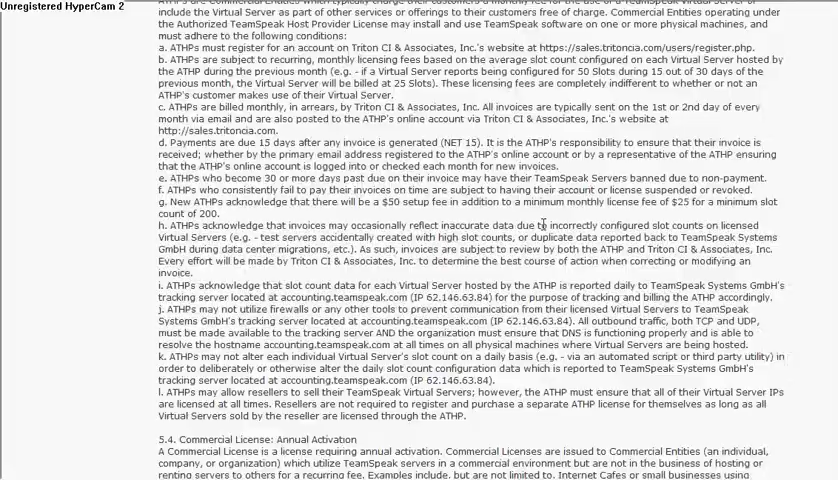 Unregistered HyperCam 2
include the Virtual Server as part of other services or offerings to their customers free of charge. Commercial Entities operating under
the Authorized TeamSpeak Host Provider License may install and use TeamSpeak software on one or more physical machines, and
must adhere to the following conditions:
a. ATHPs must register for an account on Triton CI & Associates, Inc.'s website at https://sales.tritoncia.com/users/register.php.
b. ATHPs are subject to recurring, monthly licensing fees based on the average slot count configured on each Virtual Server hosted by
the ATHP during the previous month (e.g. - if a Virtual Server reports being configured for 50 Slots during 15 out of 30 days of the
previous month, the Virtual Server will be billed at 25 Slots). These licensing fees are completely indifferent to whether or not an
ATHP's customer makes use of their Virtual Server.
c. ATHPs are billed monthly, in arrears, by Triton CI & Associates, Inc. All invoices are typically sent on the 1st or 2nd day of every
month via email and are also posted to the ATHP's online account via Triton CI & Associates, Inc.'s website at
http://sales.tritoncia.com.
d. Payments are due 15 days after any invoice is generated (NET 15). It is the ATHP's responsibility to ensure that their invoice is
received; whether by the primary email address registered to the ATHP's online account or by a representative of the ATHP ensuring
that the ATHP's online account is logged into or checked each month for new invoices.
e. ATHPs who become 30 or more days past due on their invoice may have their TeamSpeak Servers banned due to non-payment.
f. ATHPs who consistently fail to pay their invoices on time are subject to having their account or license suspended or revoked.
g. New ATHPs acknowledge that there will be a $50 setup fee in addition to a minimum monthly license fee of $25 for a minimum slot
count of 200.
h. ATHPs acknowledge that invoices may occasionally reflect inaccurate data due to incorrectly configured slot counts on licensed
Virtual Servers (e.g. - test servers accidentally created with high slot counts, or duplicate data reported back to TeamSpeak Systems
GmbH during data center migrations, etc.). As such, invoices are subject to review by both the ATHP and Triton CI & Associates, Inc.
Every effort will be made by Triton CI & Associates, Inc. to determine the best course of action when correcting or modifying an
invoice.
i. ATHPs acknowledge that slot count data for each Virtual Server hosted by the ATHP is reported daily to TeamSpeak Systems GmbH's
tracking server located at accounting.teamspeak.com (IP 62.146.63.84) for the purpose of tracking and billing the ATHP accordingly.
j. ATHPs may not utilize firewalls or any other tools to prevent communication from their licensed Virtual Servers to TeamSpeak
Systems GmbH's tracking server located at accounting.teamspeak.com (IP 62.146.63.84). All outbound traffic, both TCP and UDP,
must be made available to the tracking server AND the organization must ensure that DNS is functioning properly and is able to
resolve the hostname accounting.teamspeak.com at all times on all physical machines where Virtual Servers are being hosted.
k. ATHPs may not alter each individual Virtual Server's slot count on a daily basis (e.g. - via an automated script or third party utility) in
order to deliberately or otherwise alter the daily slot count configuration data which is reported to TeamSpeak Systems GmbH's
tracking server located at accounting.teamspeak.com (IP 62.146.63.84).
l. ATHPs may allow resellers to sell their TeamSpeak Virtual Servers; however, the ATHP must ensure that all of their Virtual Server IPs
are licensed at all times. Resellers are not required to register and purchase a separate ATHP license for themselves as long as all
Virtual Servers sold by the reseller are licensed through the ATHP.
5.4. Commercial License: Annual Activation
A Commercial License is a license requiring annual activation. Commercial Licenses are issued to Commercial Entities (an individual,
company, or organization) which utilize TeamSpeak servers in a commercial environment but are not in the business of hosting or
renting servers to others for a recurring fee. Examples include, but are not limited to, Internet Cafes or small businesses using